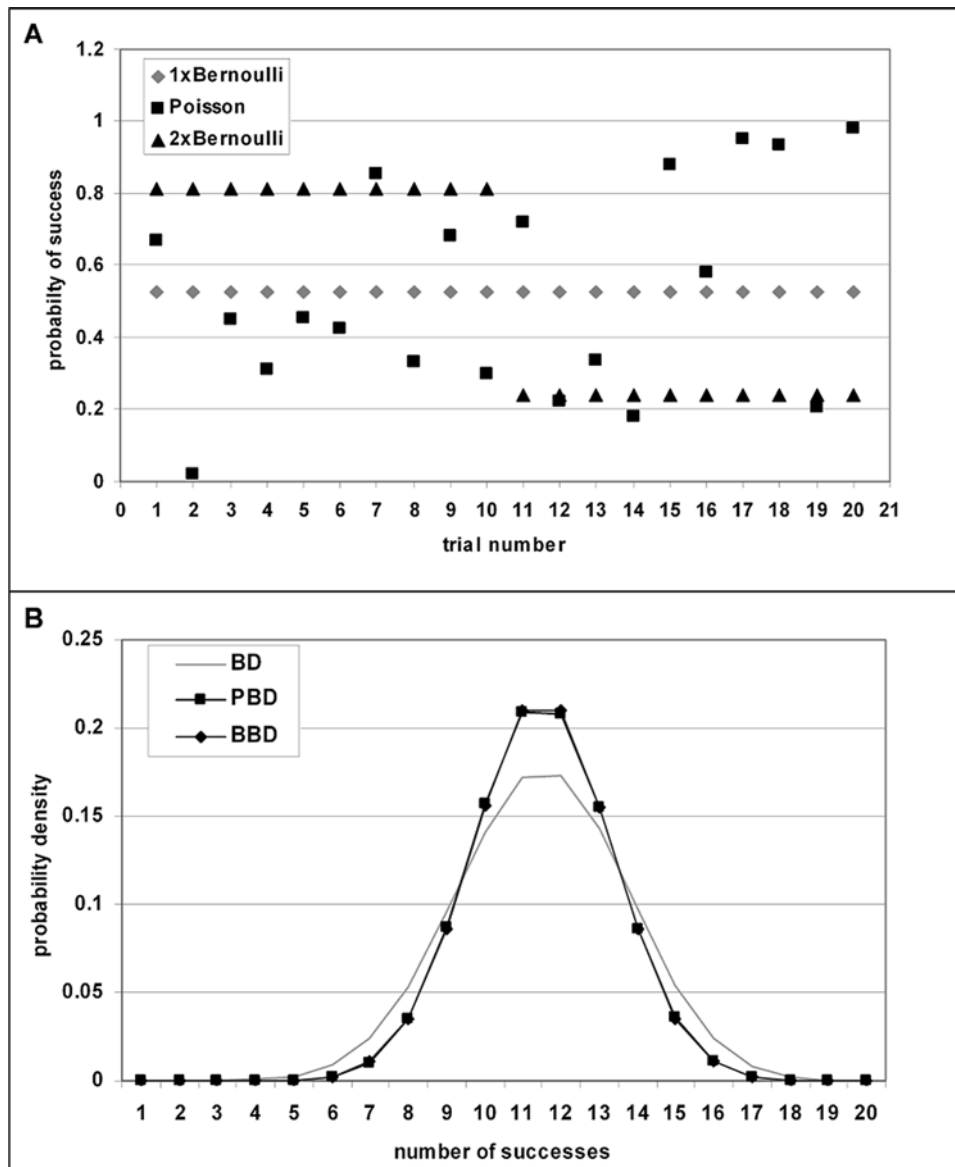 A
1.2
1xBernoulli
1
Poisson
2xBernoulli
0.8
0.6
0.4
0.2
0
probabilty of success
0 1 2 3 4 5 6 7 8 9 10 11 12 13 14 15 16 17 18 19 20 21
trial number
B
0.25
BD
PBD
BBD
0.2
0.15
0.1
0.05
0
probability density
1 2 3 4 5 6 7 8 9 10 11 12 13 14 15 16 17 18 19 20
number of successes